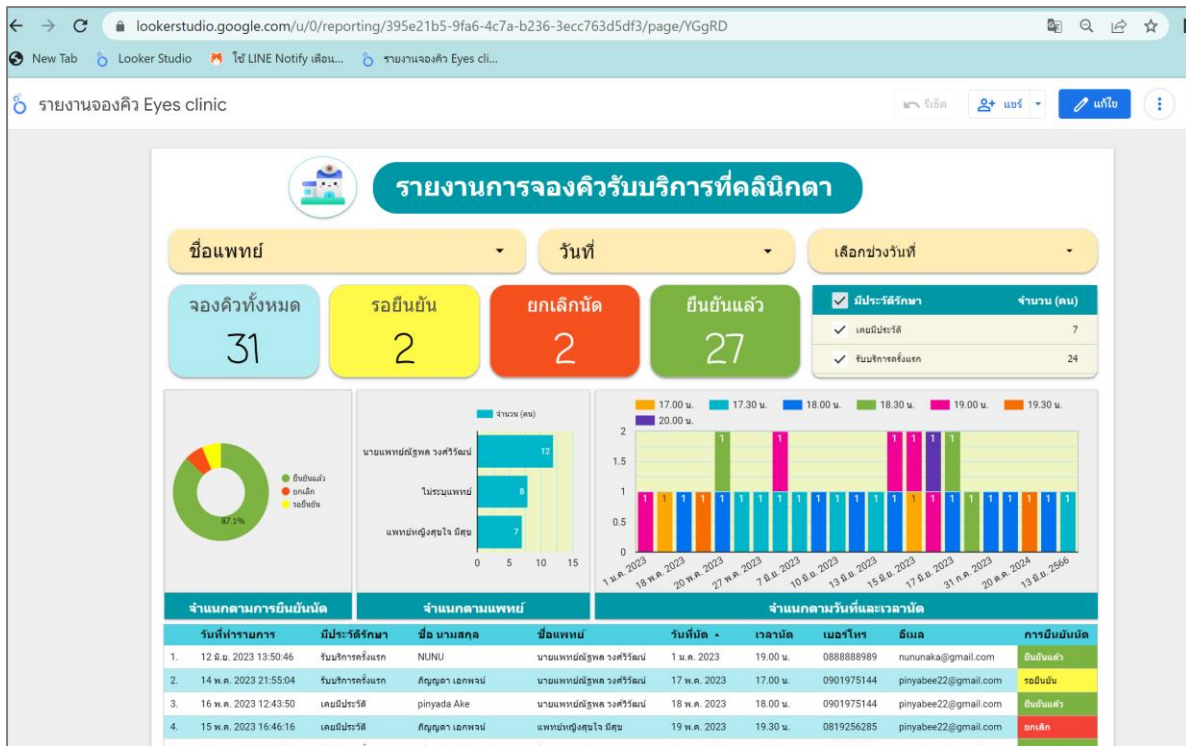 lookerstudio.google.com/u/0/reporting/395e21b5-9fa6-4c7a-b236-3ecc763d5df3/page/YGgRD
New Tab Looker Studio ใช้ LINE Notify เตือน... รายงานจองคิว Eyes cli...
รายงานจองคิว Eyes clinic รีเซ็ต แชร์ แก้ไข
รายงานการจองคิวรับบริการที่คลินิกตา
ชื่อแพทย์ วันที่ เลือกช่วงวันที่
จองคิวทั้งหมด รอยืนยัน ยกเลิกนัด ยืนยันแล้ว
31 2 2 27
มีประวัติรักษา จำนวน (คน)
เคยมีประวัติ 7
รับบริการครั้งแรก 24
87.1%
ยืนยันแล้ว
ยกเลิก
รอยืนยัน
จำนวน (คน)
นายแพทย์ณัฐพล วงศ์วิวัฒน์ 12
ไม่ระบุแพทย์ 8
แพทย์หญิงสุขใจ มีสุข 7
0 5 10 15
17.00 น. 17.30 น. 18.00 น. 18.30 น. 19.00 น. 19.30 น.
20.00 น.
2
1.5
1
0.5
0
1 1 1 1 1 1
1 1 1 1 1 1 1 1 1 1 1 1 1 1 1 1 1 1 1 1 1 1 1
1 ม.ค. 2023 18 พ.ค. 2023 20 พ.ค. 2023 27 พ.ค. 2023 7 มิ.ย. 2023 10 มิ.ย. 2023 13 มิ.ย. 2023 15 มิ.ย. 2023 17 มิ.ย. 2023 31 ก.ค. 2023 20 ต.ค. 2024 13 มิ.ย. 2566
จำแนกตามการยืนยันนัด จำแนกตามแพทย์ จำแนกตามวันที่และเวลานัด
วันที่ทำรายการ มีประวัติรักษา ชื่อ นามสกุล ชื่อแพทย์ วันที่นัด เวลานัด เบอร์โทร อีเมล การยืนยันนัด
1. 12 มิ.ย. 2023 13:50:46 รับบริการครั้งแรก NUNU นายแพทย์ณัฐพล วงศ์วิวัฒน์ 1 ม.ค. 2023 19.00 น. 0888888989 nununaka@gmail.com ยืนยันแล้ว
2. 14 พ.ค. 2023 21:55:04 รับบริการครั้งแรก ภิญญดา เอกพจน์ นายแพทย์ณัฐพล วงศ์วิวัฒน์ 17 พ.ค. 2023 17.00 น. 0901975144 pinyabee22@gmail.com รอยืนยัน
3. 16 พ.ค. 2023 12:43:50 เคยมีประวัติ pinyada Ake นายแพทย์ณัฐพล วงศ์วิวัฒน์ 18 พ.ค. 2023 18.00 น. 0901975144 pinyabee22@gmail.com ยืนยันแล้ว
4. 15 พ.ค. 2023 16:46:16 เคยมีประวัติ ภิญญดา เอกพจน์ แพทย์หญิงสุขใจ มีสุข 19 พ.ค. 2023 19.30 น. 0819256285 pinyabee22@gmail.com ยกเลิก